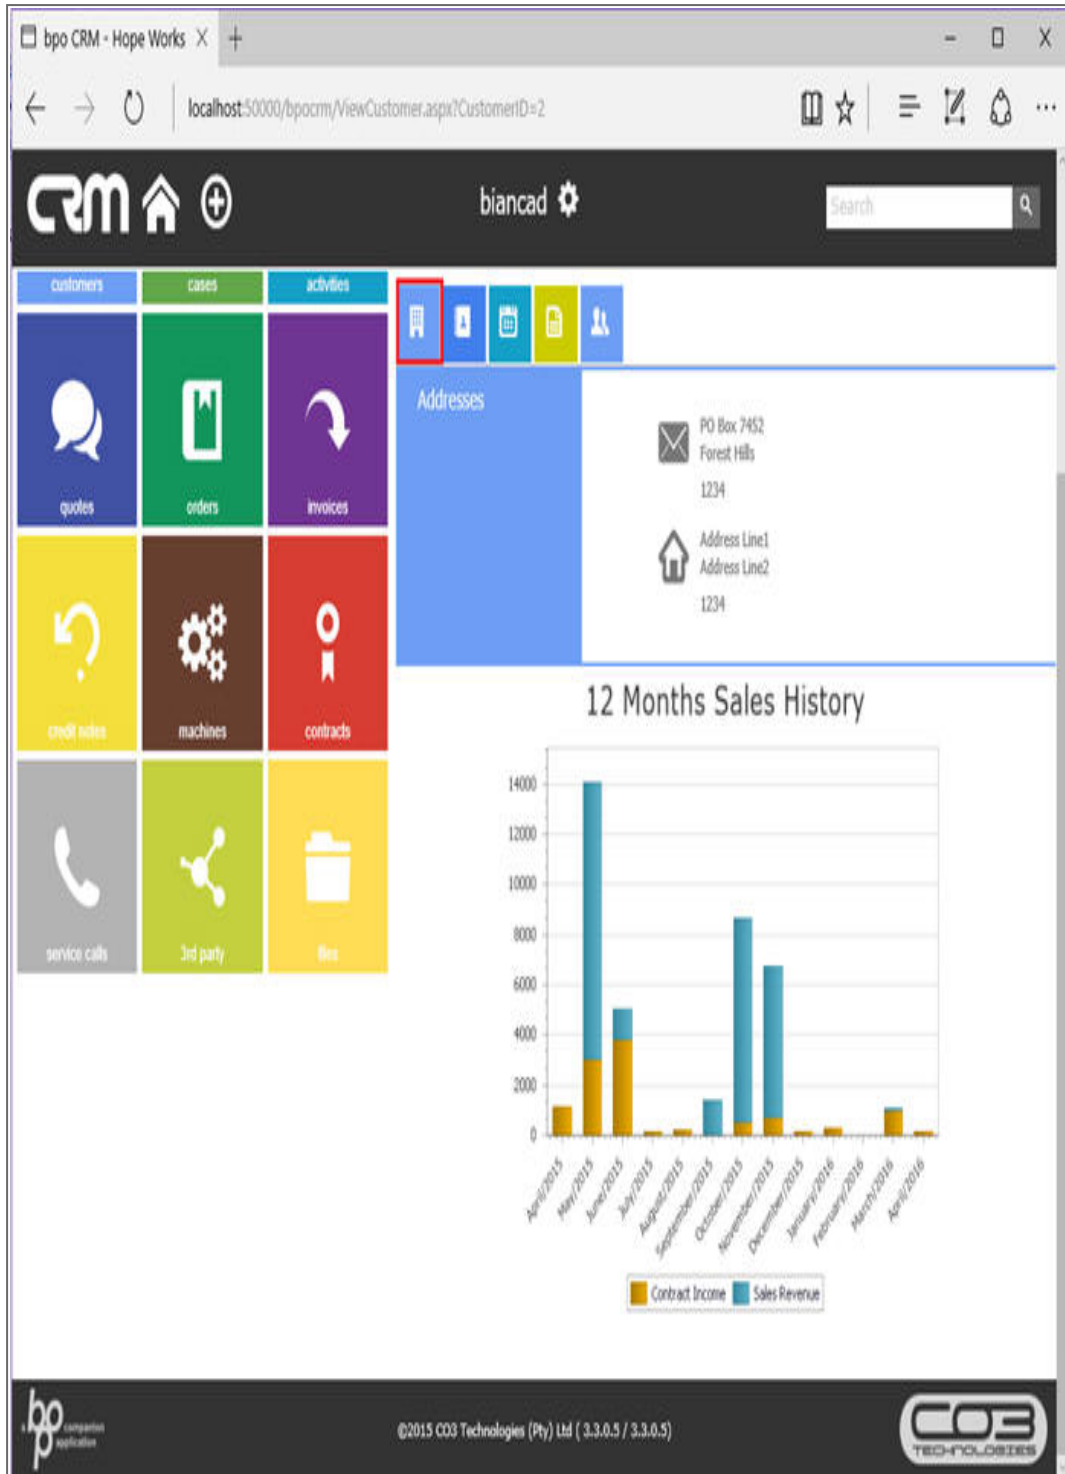 bpo CRM - Hope Works
localhost:50000/bpocrm/ViewCustomer.aspx?CustomerID=2
CRM
biancad
Search
customers
cases
activities
quotes
orders
invoices
credit notes
machines
contracts
service calls
3rd party
files
Addresses
PO Box 7452
Forest Hills
1234
Address Line1
Address Line2
1234
12 Months Sales History
14000
12000
10000
8000
6000
4000
2000
0
April/2015
May/2015
June/2015
July/2015
August/2015
September/2015
October/2015
November/2015
December/2015
January/2016
February/2016
March/2016
April/2016
Contract Income
Sales Revenue
a bpo companion application
©2015 CO3 Technologies (Pty) Ltd ( 3.3.0.5 / 3.3.0.5)
CO3
TECHNOLOGIES